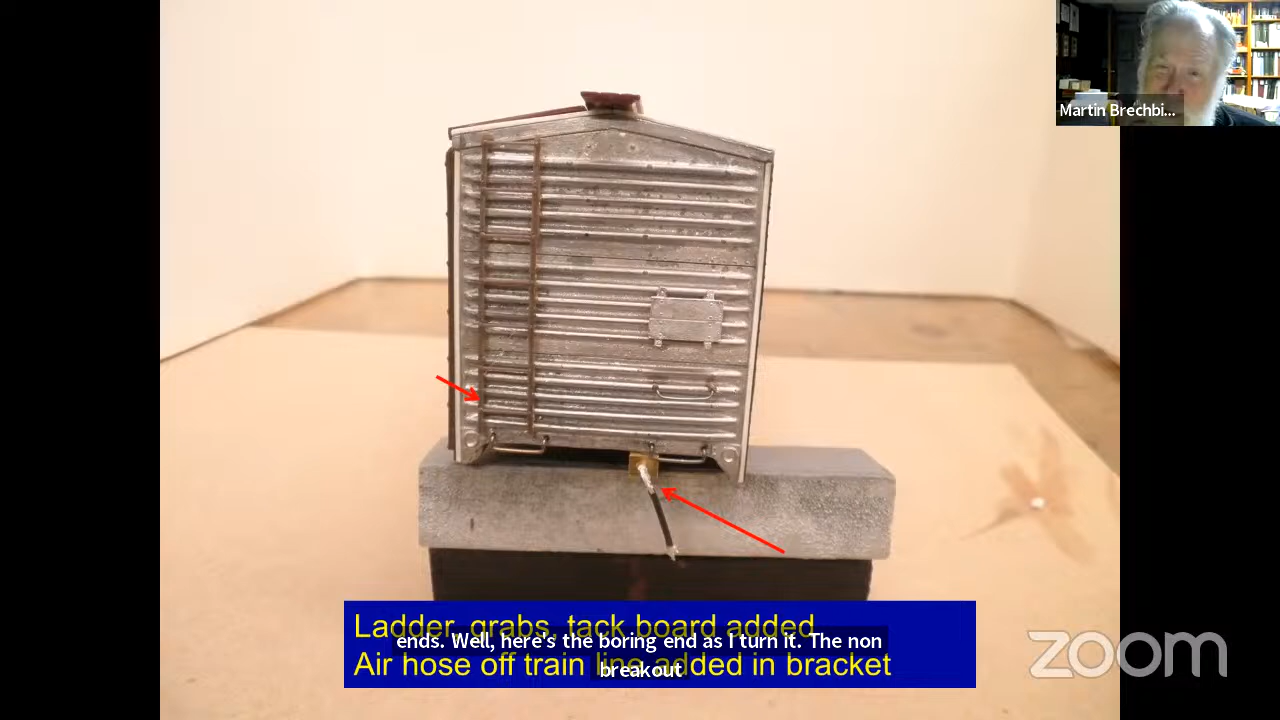 Martin Brechbi...
Ladder, grabs, tack board added
ends. Well, here's the boring end as I turn it. The non
Air hose off train line added in bracket
breakout
zoom